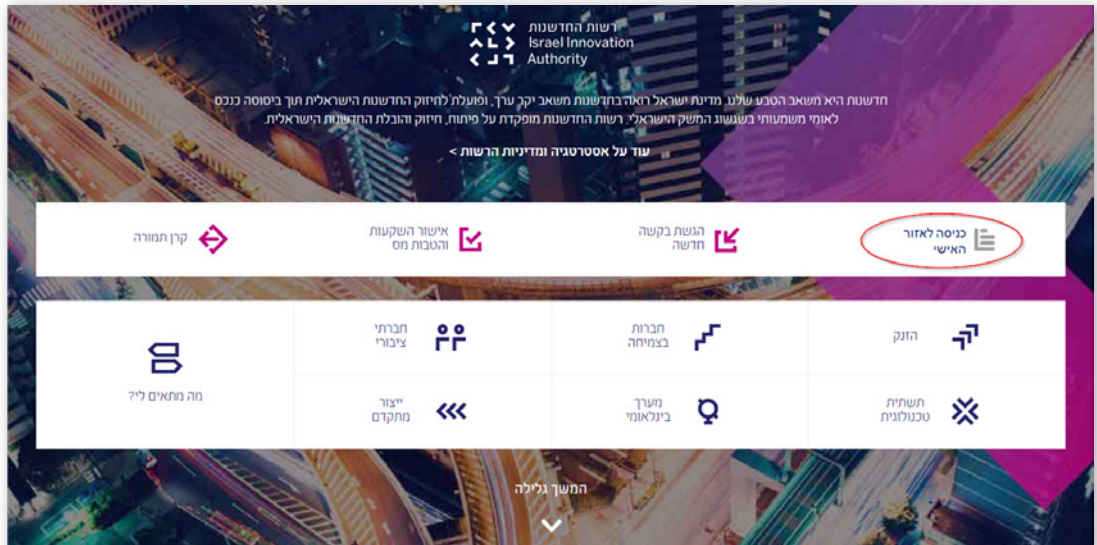 רשות החדשנות
Israel Innovation
Authority
חדשנות היא משאב הטבע שלנו. מדינת ישראל רואה בחדשנות משאב יקר ערך, ופועלת לחיזוק החדשנות הישראלית תוך ביסוסה כנכס
לאומי משמעותי בשגשוג המשק הישראלי. רשות החדשנות מופקדת על פיתוח, חיזוק והובלת החדשנות הישראלית.
עוד על אסטרטגיה ומדיניות הרשות >
כניסה לאזור
האישי
הגשת בקשה
חדשה
אישור השקעות
והטבות מס
קרן תמורה
הזנק
חברות
בצמיחה
חברתי
ציבורי
מה מתאים לי?
תשתית
טכנולוגית
מערך
בינלאומי
ייצור
מתקדם
המשך גלילה